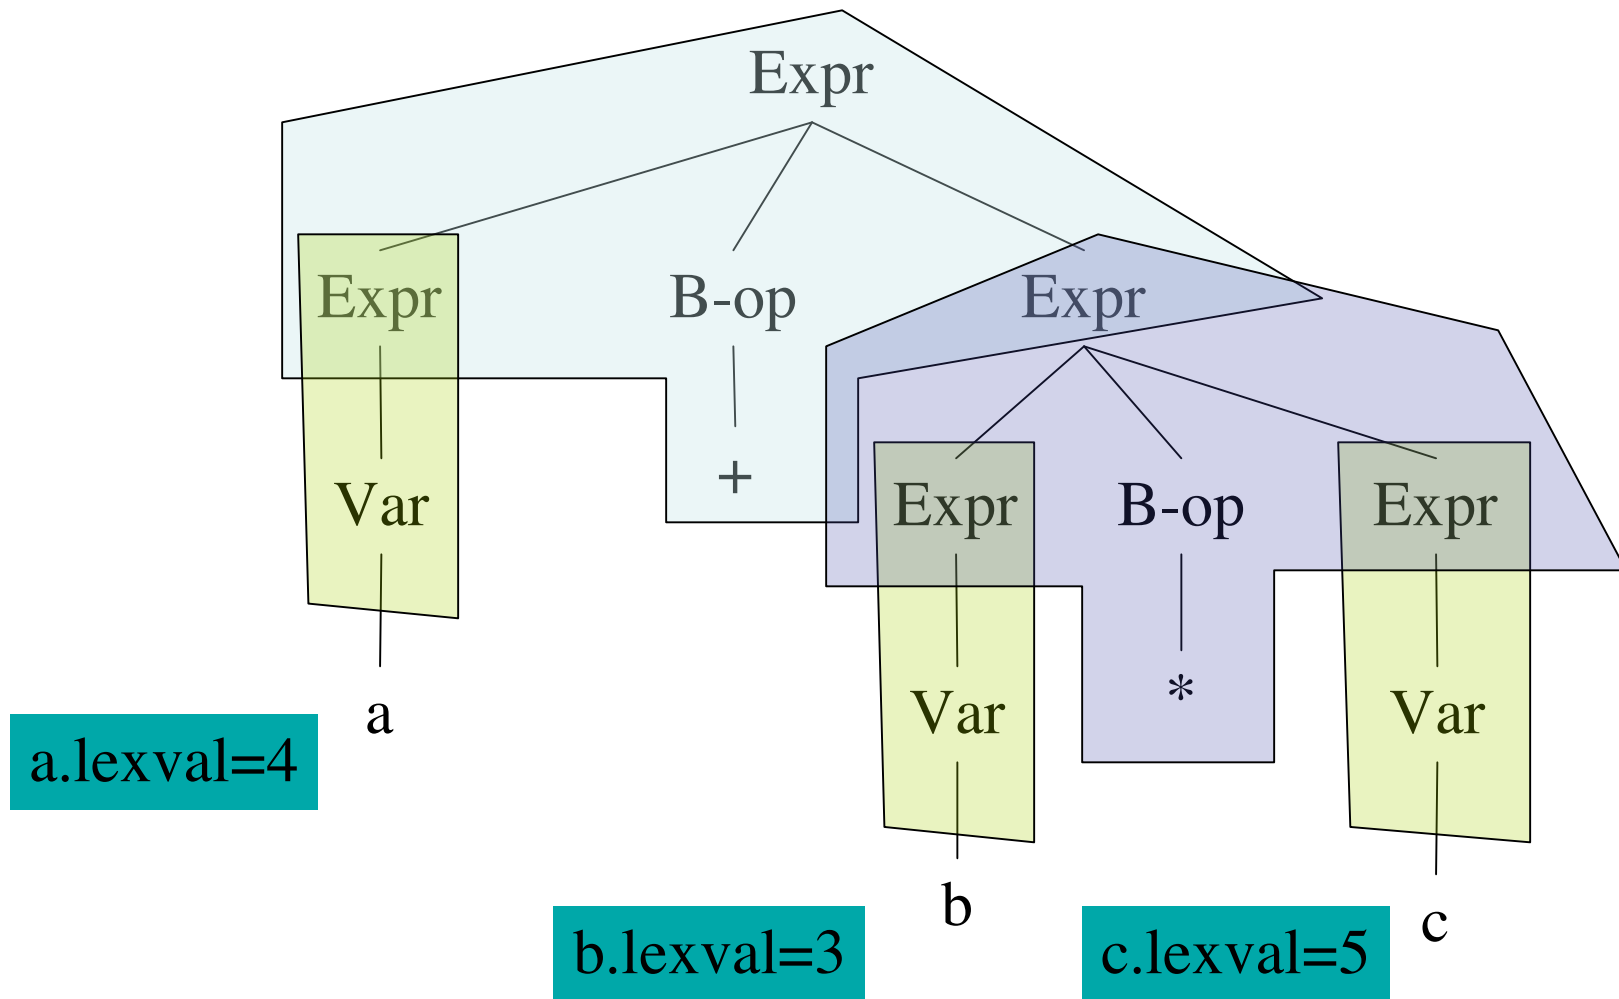 Expr
Expr B-op Expr
+
Var Expr B-op Expr
a Var * Var
a.lexval=4
b c
b.lexval=3 c.lexval=5